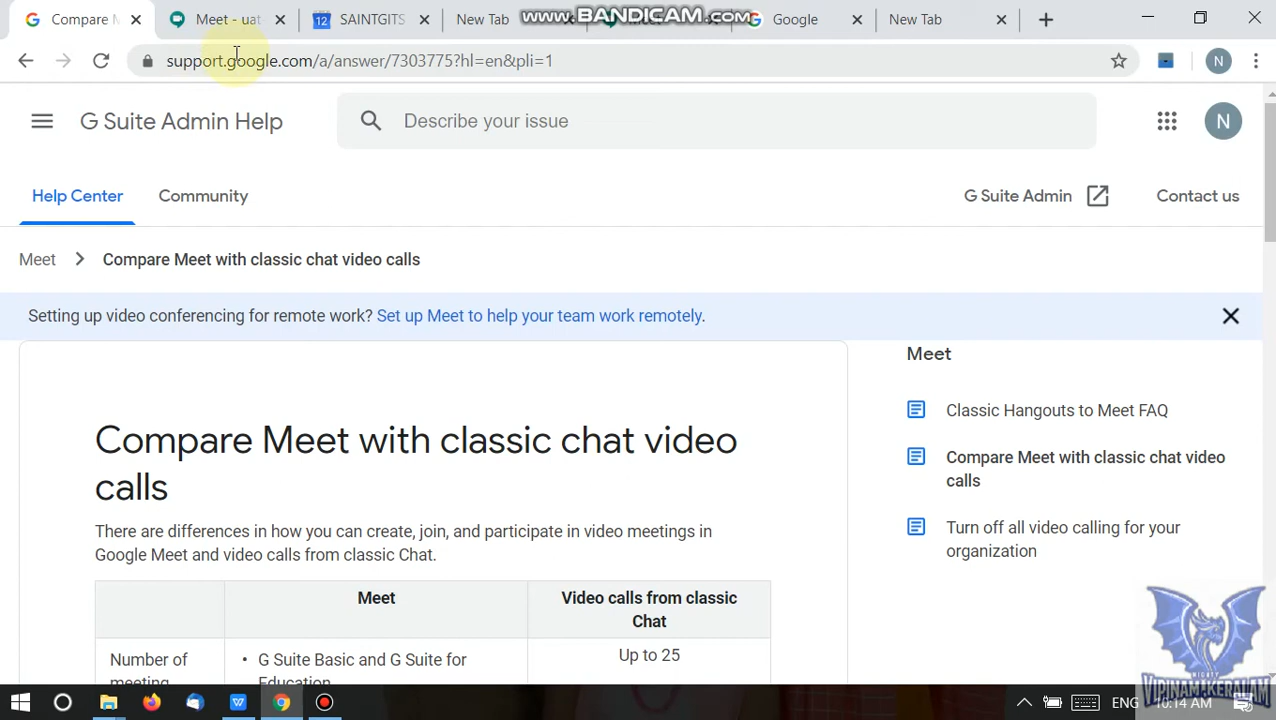 Compare M
Meet - uat
12
SAINTGITS
New Tab
www.BANDICAM.com
Google
New Tab
support.google.com/a/answer/7303775?hl=en&pli=1
N
G Suite Admin Help
Describe your issue
N
Help Center
Community
G Suite Admin
Contact us
Meet
Compare Meet with classic chat video calls
Setting up video conferencing for remote work? Set up Meet to help your team work remotely.
Compare Meet with classic chat video
calls
There are differences in how you can create, join, and participate in video meetings in
Google Meet and video calls from classic Chat.
Meet
Video calls from classic
Chat
Number of
meeting
• G Suite Basic and G Suite for
Education
Up to 25
Meet
Classic Hangouts to Meet FAQ
Compare Meet with classic chat video
calls
Turn off all video calling for your
organization
MIGHTY
VIPINAM.KERALAM
W
ENG
10:14 AM